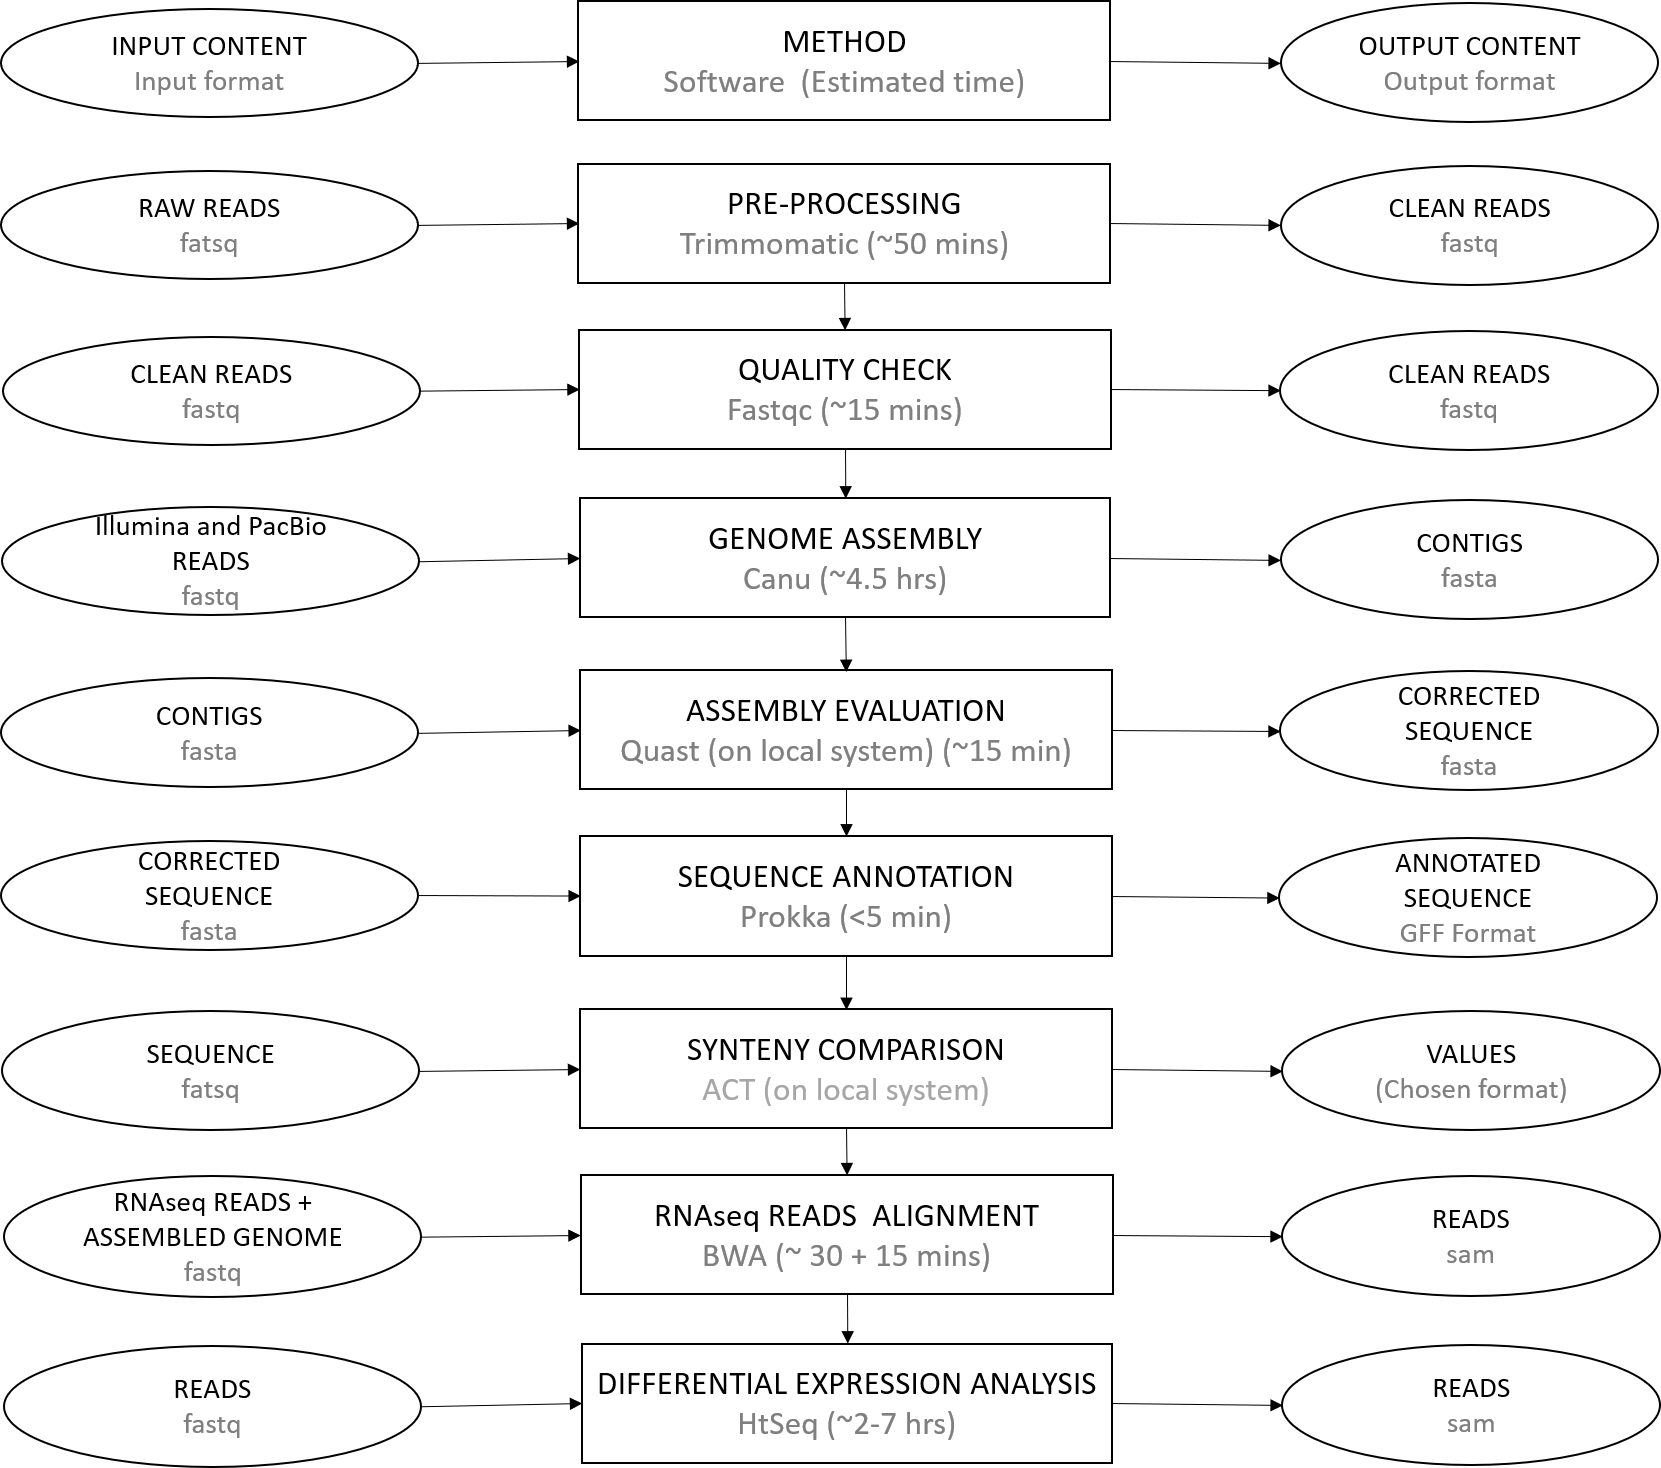 INPUT CONTENT
Input format
METHOD
Software  (Estimated time)
OUTPUT CONTENT
Output format
RAW READS
fatsq
PRE-PROCESSING
Trimmomatic (~50 mins)
CLEAN READS
fastq
CLEAN READS
fastq
QUALITY CHECK
Fastqc (~15 mins)
CLEAN READS
fastq
Illumina and PacBio
READS
fastq
GENOME ASSEMBLY
Canu (~4.5 hrs)
CONTIGS
fasta
CONTIGS
fasta
ASSEMBLY EVALUATION
Quast (on local system) (~15 min)
CORRECTED
SEQUENCE
fasta
CORRECTED
SEQUENCE
fasta
SEQUENCE ANNOTATION
Prokka (<5 min)
ANNOTATED
SEQUENCE
GFF Format
SEQUENCE
fatsq
SYNTENY COMPARISON
ACT (on local system)
VALUES
(Chosen format)
RNAseq READS +
ASSEMBLED GENOME
fastq
RNAseq READS  ALIGNMENT
BWA (~ 30 + 15 mins)
READS
sam
READS
fastq
DIFFERENTIAL EXPRESSION ANALYSIS
HtSeq (~2-7 hrs)
READS
sam